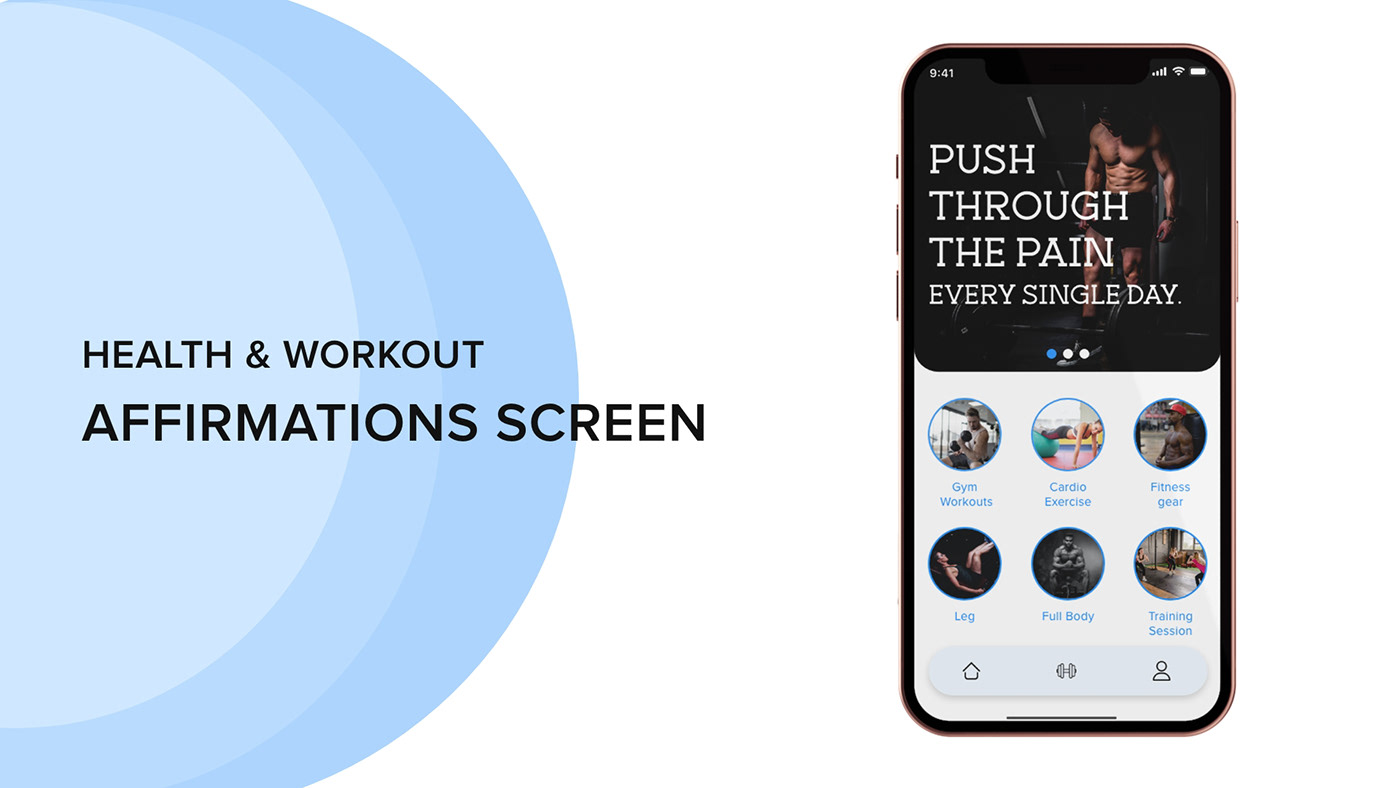 HEALTH & WORKOUT
AFFIRMATIONS SCREEN
9:41
PUSH
THROUGH
THE PAIN
EVERY SINGLE DAY.
Gym
Workouts
Cardio
Exercise
Fitness
gear
Leg
Full Body
Training
Session